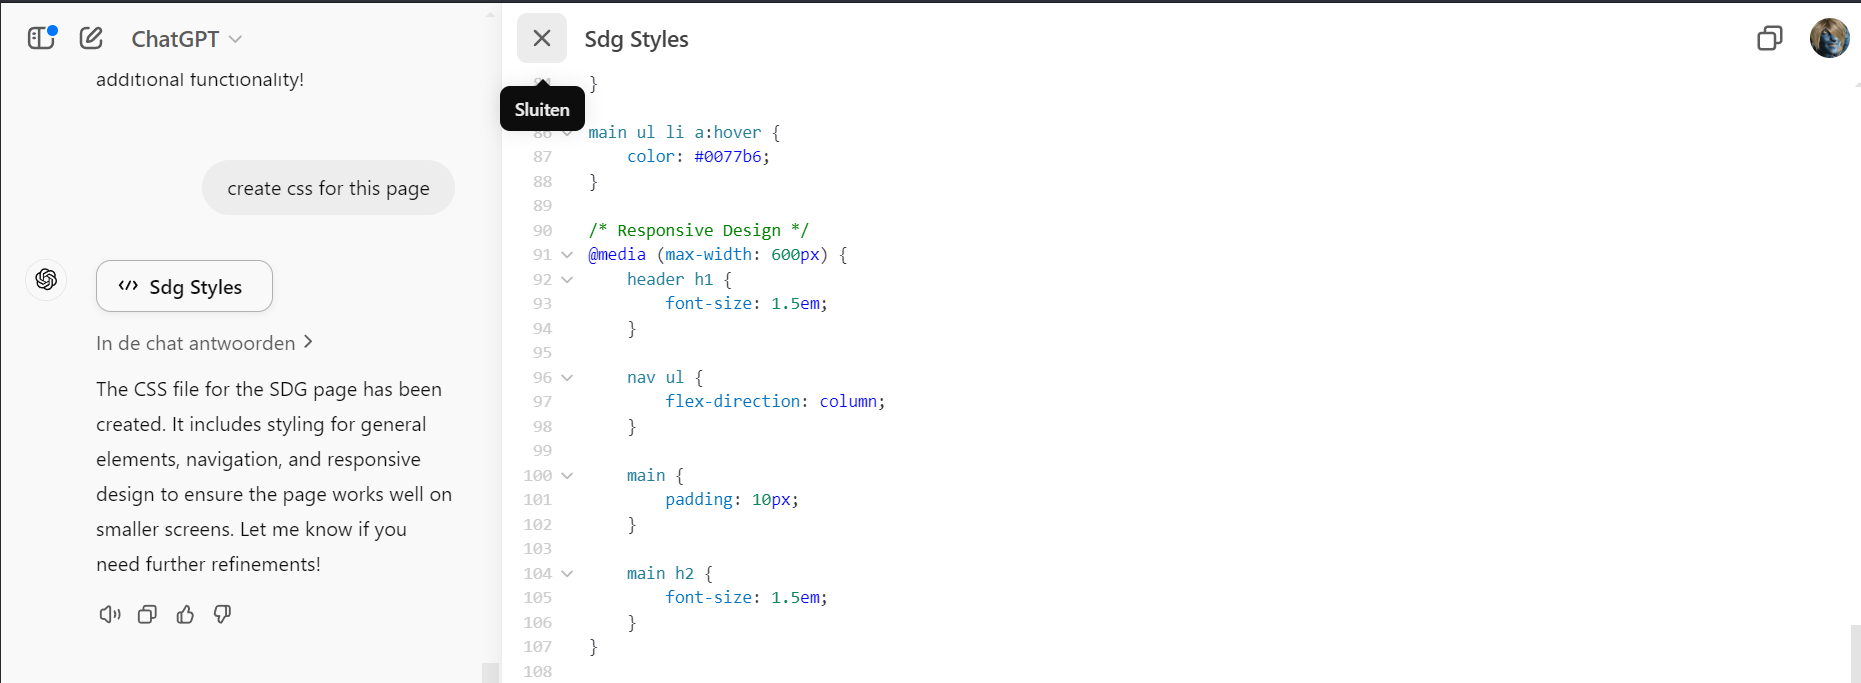 ChatGPT
additional functionality!
create css for this page
Sdg Styles
In de chat antwoorden
The CSS file for the SDG page has been
created. It includes styling for general
elements, navigation, and responsive
design to ensure the page works well on
smaller screens. Let me know if you
need further refinements!
Sdg Styles
Sluiten
84 }
86 main ul li a:hover {
87 color: #0077b6;
88 }
89
90 /* Responsive Design */
91 @media (max-width: 600px) {
92 header h1 {
93 font-size: 1.5em;
94 }
95
96 nav ul {
97 flex-direction: column;
98 }
99
100 main {
101 padding: 10px;
102 }
103
104 main h2 {
105 font-size: 1.5em;
106 }
107 }
108